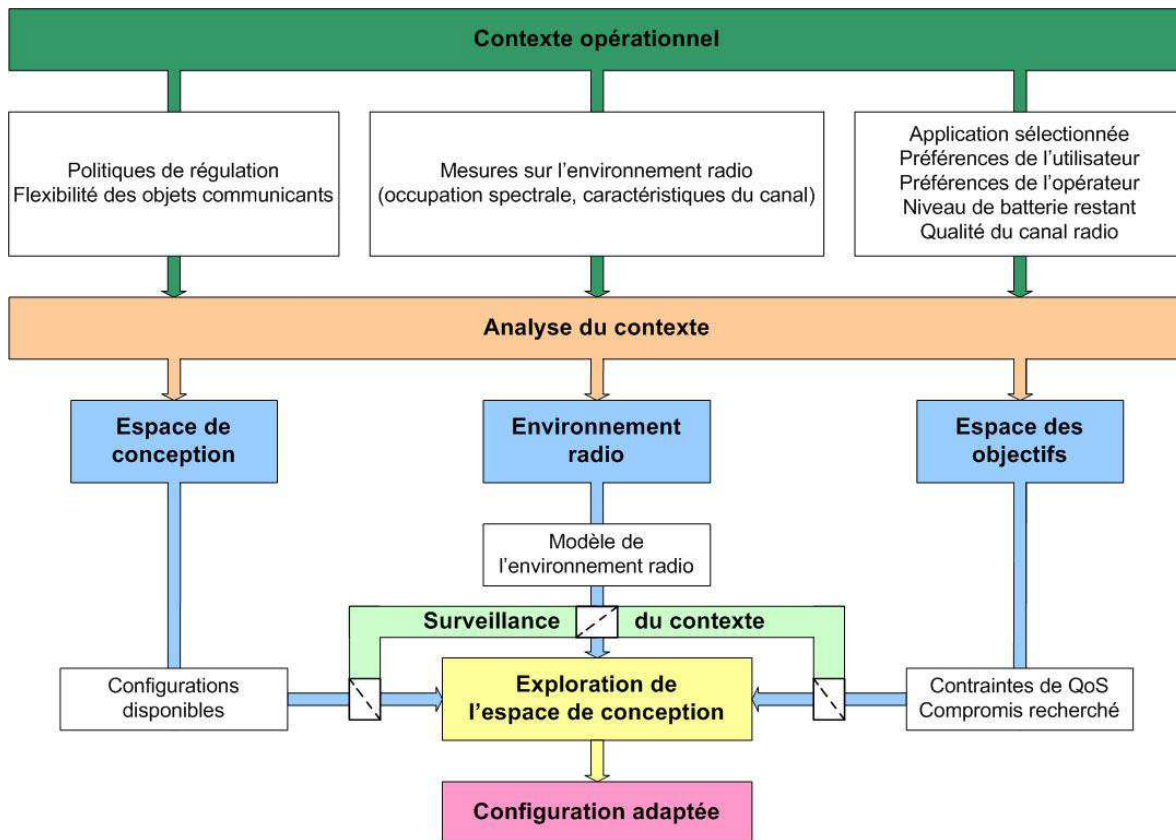 Contexte opérationnel
Politiques de régulation
Flexibilité des objets communicants
Mesures sur l'environnement radio
(occupation spectrale, caractéristiques du canal)
Application sélectionnée
Préférences de l'utilisateur
Préférences de l'opérateur
Niveau de batterie restant
Qualité du canal radio
Analyse du contexte
Espace de
conception
Environnement
radio
Espace des
objectifs
Modèle de
l'environnement radio
Surveillance du contexte
Configurations
disponibles
Exploration de
l'espace de conception
Contraintes de QoS
Compromis recherché
Configuration adaptée